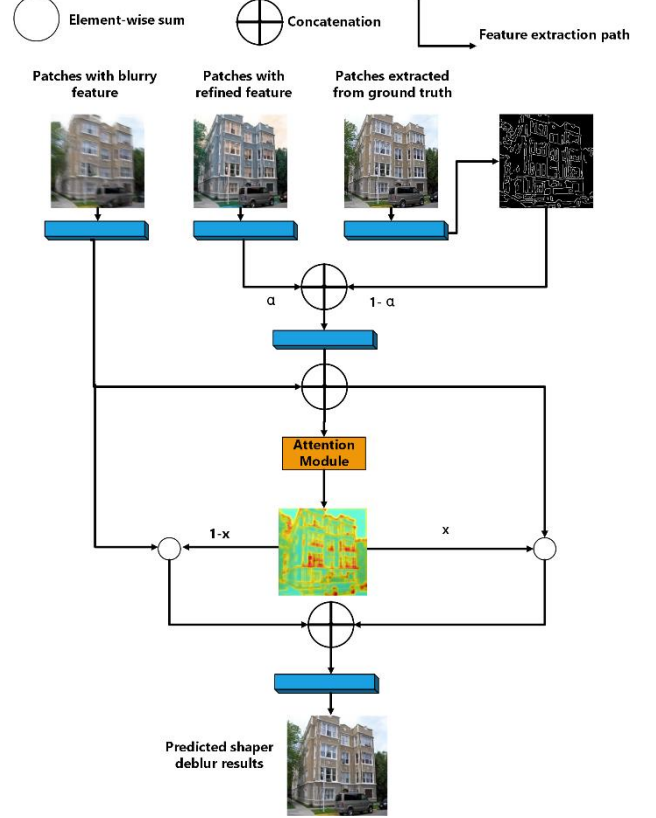 Element-wise sum
Concatenation
Feature extraction path
Patches with blurry
feature
Patches with
refined feature
Patches extracted
from ground truth
α
1- α
Attention
Module
1-x
x
Predicted shaper
deblur results